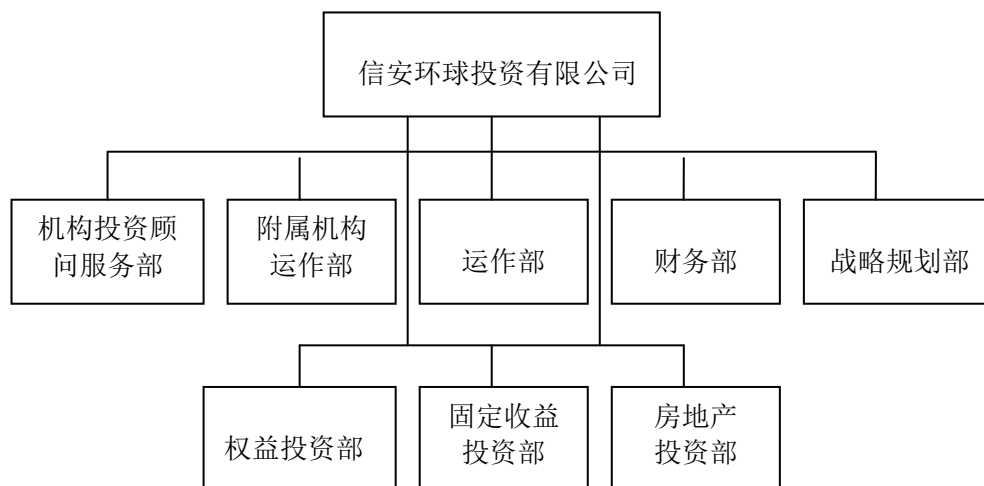 信安环球投资有限公司
机构投资顾
问服务部
附属机构
运作部
运作部
财务部
战略规划部
权益投资部
固定收益
投资部
房地产
投资部